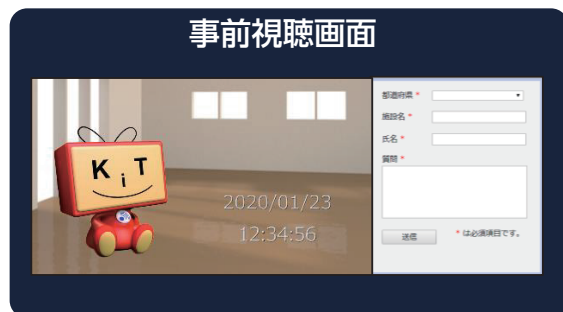 事前視聴画面
KiT
2020/01/23
12:34:56
都道府県 *
施設名 *
氏名 *
質問 *
送信
* は必須項目です。